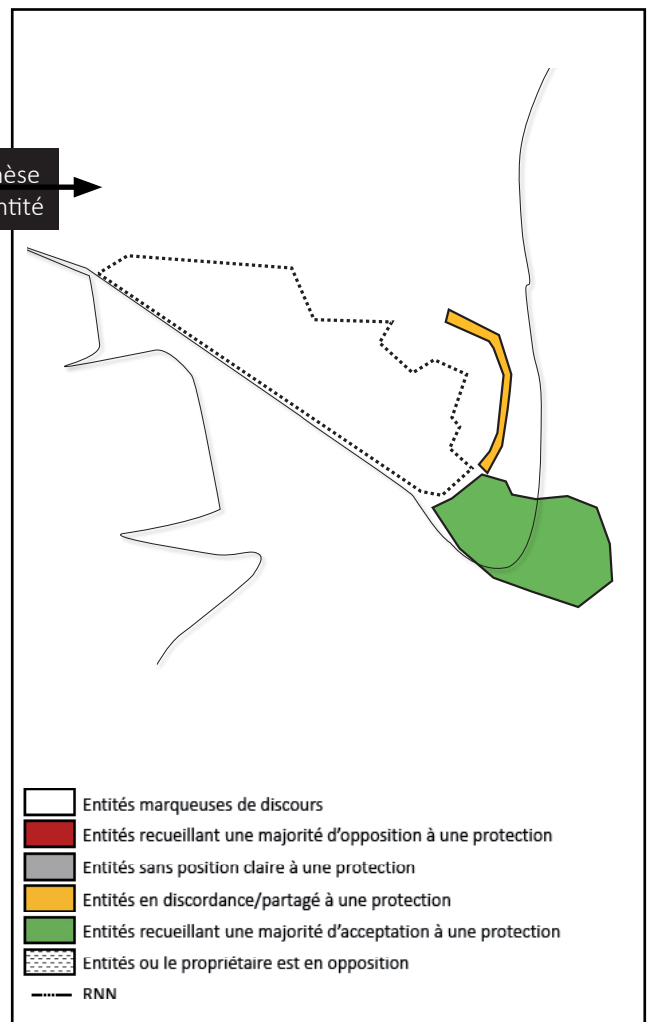 Entités marqueuses de discours
Entités recueillant une majorité d'opposition à une protection
Entités sans position claire à une protection
Entités en discordance/partagé à une protection
Entités recueillant une majorité d'acceptation à une protection
Entités ou le propriétaire est en opposition
RNN